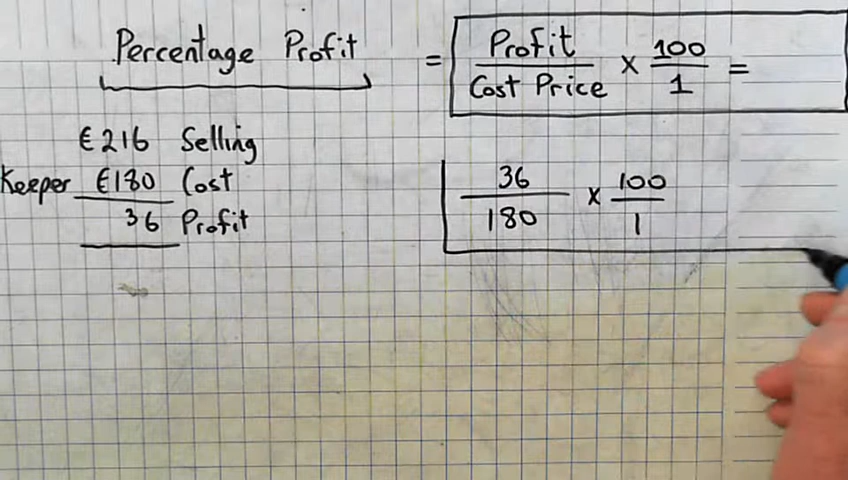 Percentage Profit = Profit / Cost Price x 100 / 1 =
€216 Selling
Keeper €180 Cost
36 Profit
36 / 180 x 100 / 1